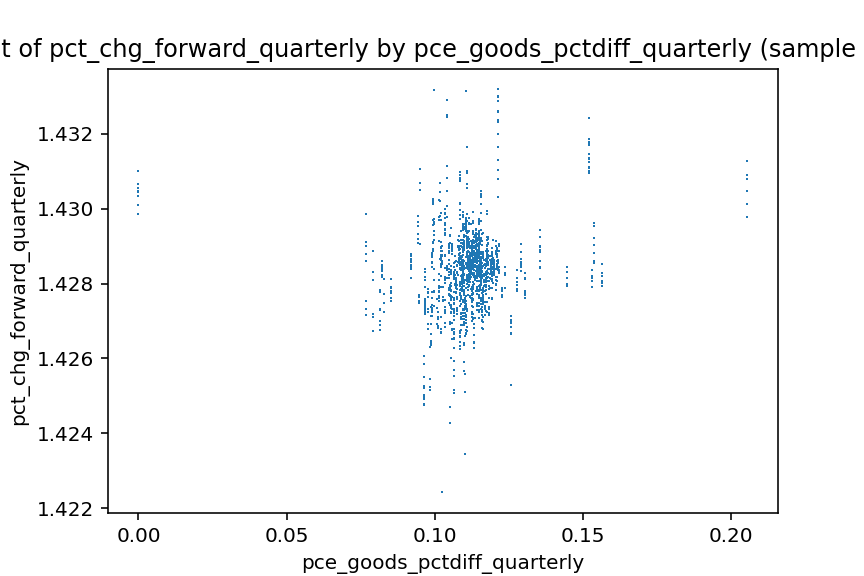 t of pct_chg_forward_quarterly by pce_goods_pctdiff_quarterly (sample
1.432
1.430
1.428
1.426
1.424
1.422
pct_chg_forward_quarterly
0.00 0.05 0.10 0.15 0.20
pce_goods_pctdiff_quarterly